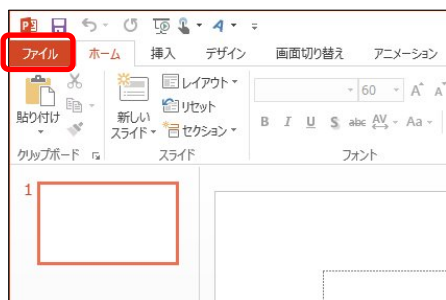 ファイル ホーム 挿入 デザイン 画面切り替え アニメーション
貼り付け
新しい
スライド
レイアウト
リセット
セクション
60 A A
B I U S abc AV Aa
クリップボード スライド フォント
1